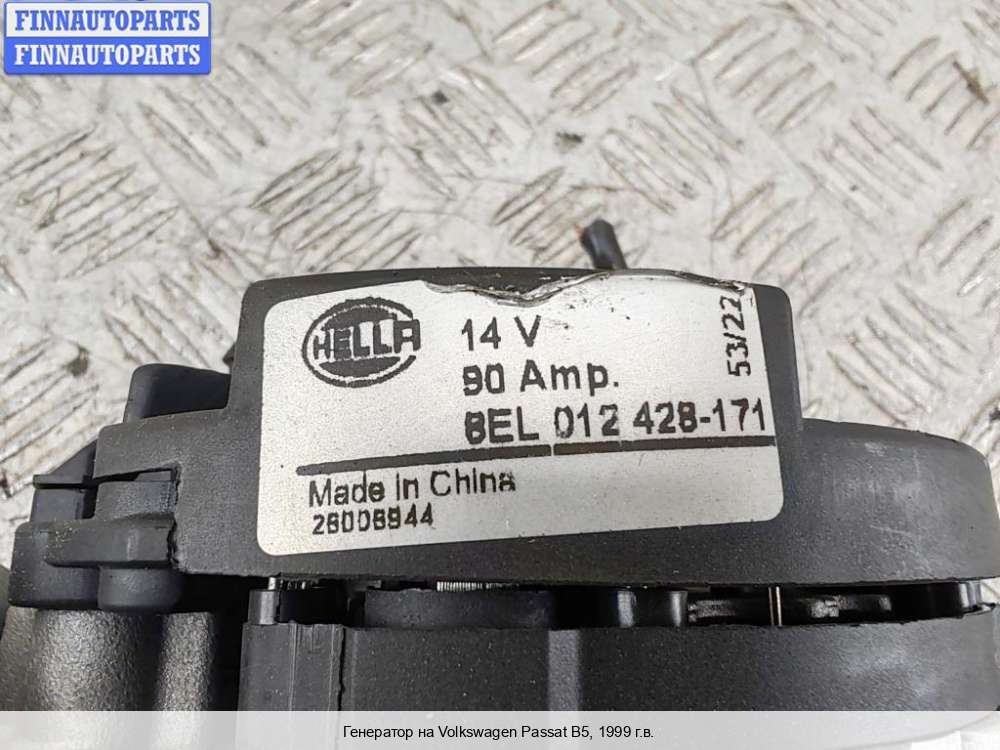 FINNAUTOPARTS
FINNAUTOPARTS
HELLA
14 V
90 Amp.
8EL 012 428-171
53/22
Made in China
26006944
Генератор на Volkswagen Passat B5, 1999 г.в.